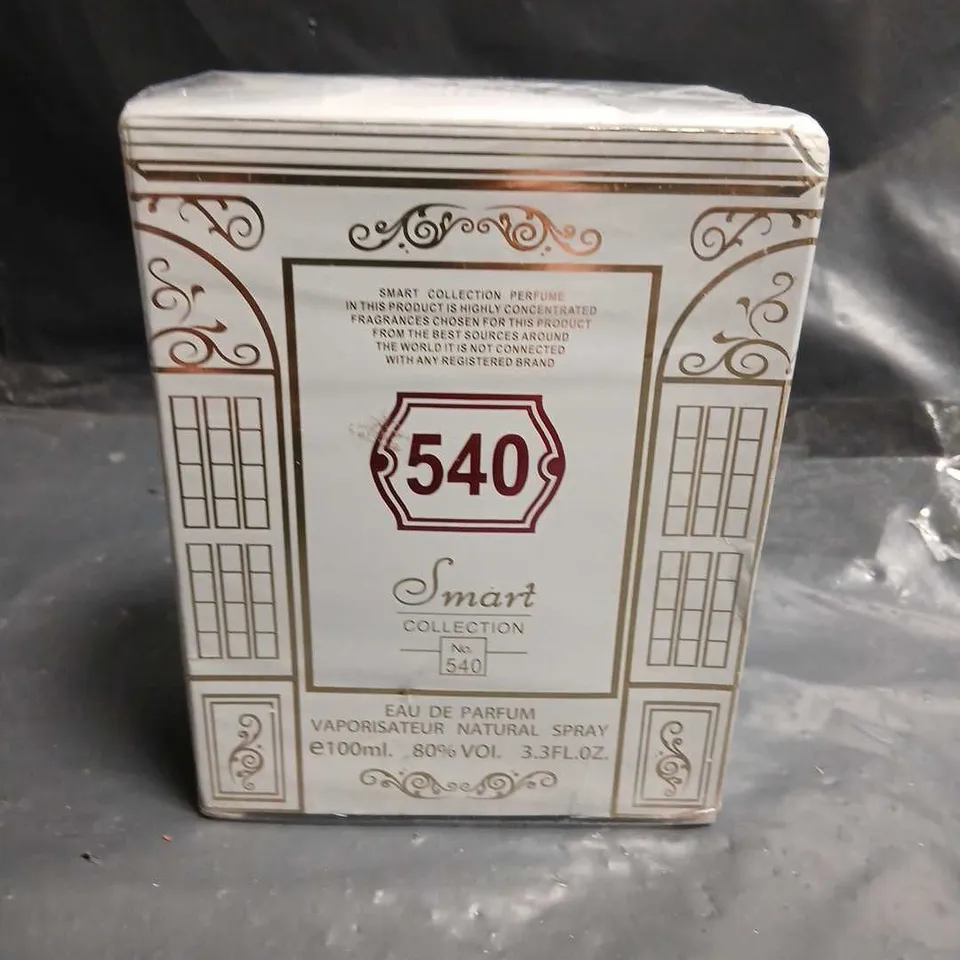 SMART COLLECTION PERFUME
IN THIS PRODUCT IS HIGHLY CONCENTRATED
FRAGRANCES CHOSEN FOR THIS PRODUCT
FROM THE BEST SOURCES AROUND
THE WORLD IT IS NOT CONNECTED
WITH ANY REGISTERED BRAND
540
Smart
COLLECTION
No.
540
EAU DE PARFUM
VAPORISATEUR NATURAL SPRAY
e100ml. 80% VOl. 3.3FL.OZ.